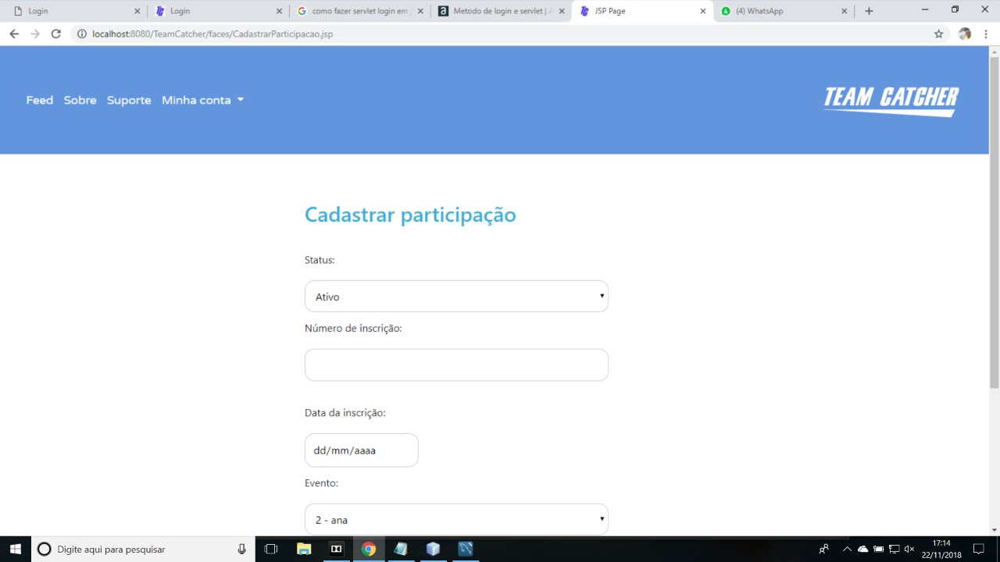 Login
Login
como fazer servlet login em j
Metodo de login e servlet | A
JSP Page
(4) WhatsApp
localhost:8080/TeamCatcher/faces/CadastrarParticipacao.jsp
Feed Sobre Suporte Minha conta
TEAM CATCHER
Cadastrar participação
Status:
Ativo
Número de inscrição:
Data da inscrição:
dd/mm/aaaa
Evento:
2 - ana
Digite aqui para pesquisar
17:14
22/11/2018